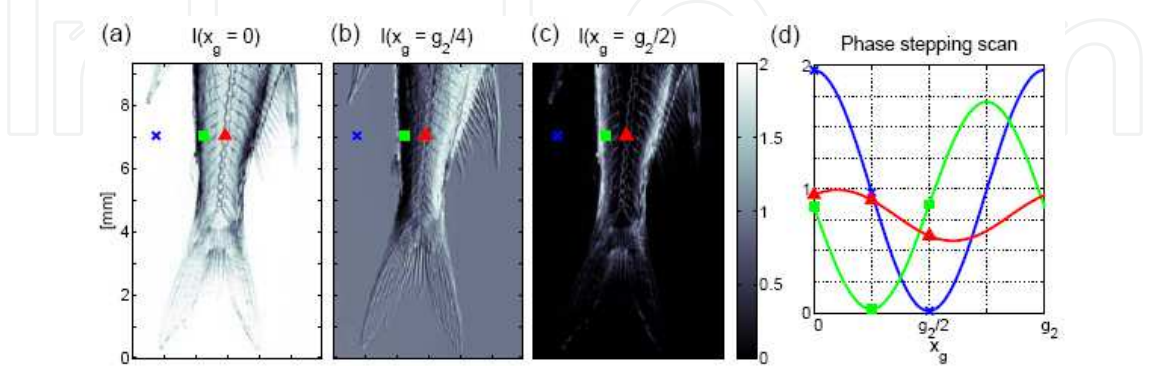 (a) I(x_g = 0)
(b) I(x_g = g_2/4)
(c) I(x_g = g_2/2)
(d)
Phase stepping scan
[mm]
8
6
4
2
0
2
1.5
1
0.5
0
2
1
0
0
g_2/2
g_2
x_g